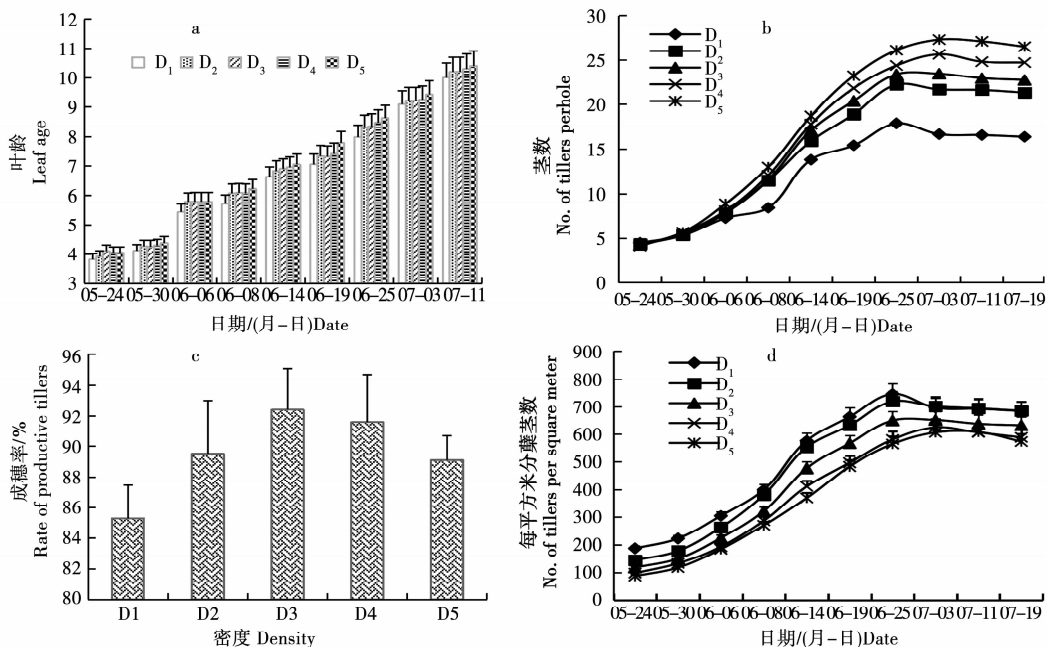 a
12
11
10
9
8
7
6
5
4
3
D1 D2 D3 D4 D5
叶龄
Leaf age
05-24 05-30 06-06 06-08 06-14 06-19 06-25 07-03 07-11
日期/(月-日)Date
b
30
25
20
15
10
5
0
D1
D2
D3
D4
D5
茎数
No. of tillers perhole
05-24 05-30 06-06 06-08 06-14 06-19 06-25 07-03 07-11 07-19
日期/(月-日)Date
c
96
94
92
90
88
86
84
82
80
成穗率/%
Rate of productive tillers
D1 D2 D3 D4 D5
密度 Density
d
900
800
700
600
500
400
300
200
100
0
D1
D2
D3
D4
D5
每平方米分蘖茎数
No. of tillers per square meter
05-24 05-30 06-06 06-08 06-14 06-19 06-25 07-03 07-11 07-19
日期/(月-日)Date